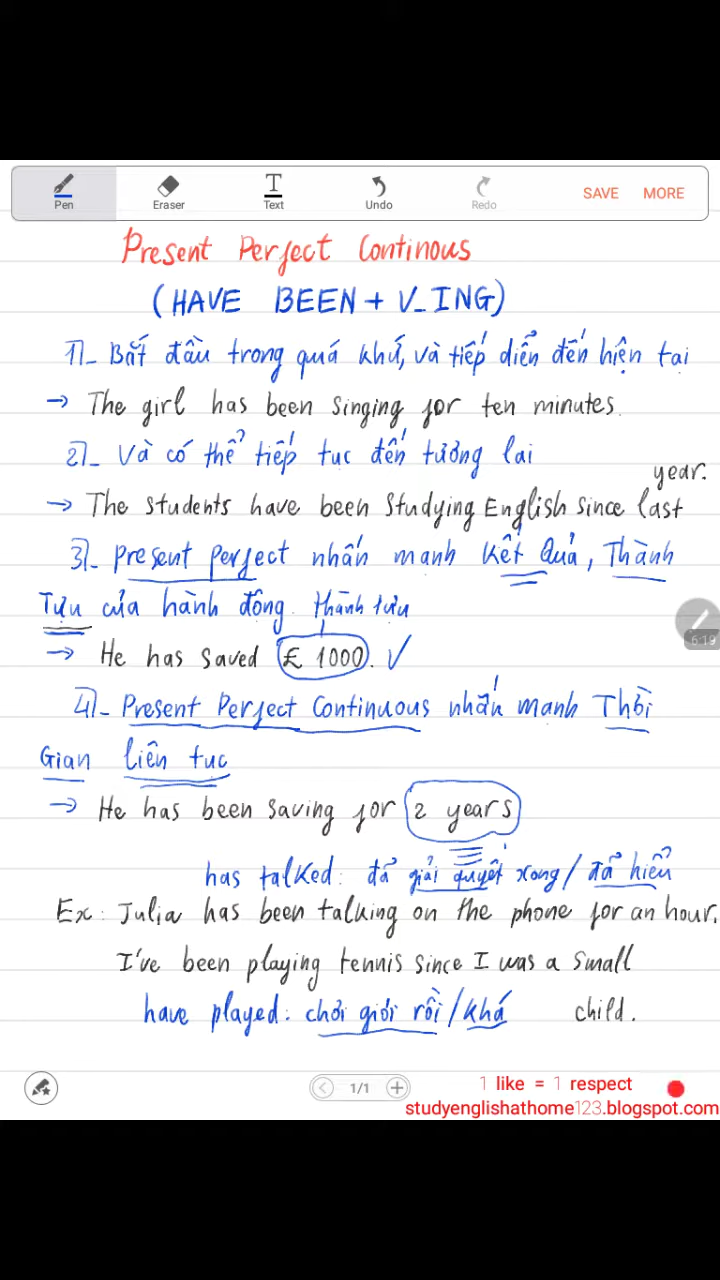 Pen
Eraser
Text
Undo
Redo
SAVE
MORE
Present Perfect Continous
(HAVE BEEN + V_ING)
1)_ Bắt đầu trong quá khứ, và tiếp diễn đến hiện tại
→ The girl has been singing for ten minutes.
2)_ Và có thể tiếp tục đến tương lai
→ The students have been studying English since last year.
3)_ Present perfect nhấn mạnh Kết Quả, Thành
Tựu của hành động. thành tựu
→ He has saved £ 1000. ✓
4)_ Present Perfect Continuous nhấn mạnh Thời
Gian liên tục
→ He has been saving for 2 years
has talked: đã giải quyết xong/ đã hiểu
Ex: Julia has been talking on the phone for an hour.
I've been playing tennis since I was a small
child.
have played: chơi giỏi rồi/ khá
1/1
6:19
1 like = 1 respect
studyenglishathome123.blogspot.com